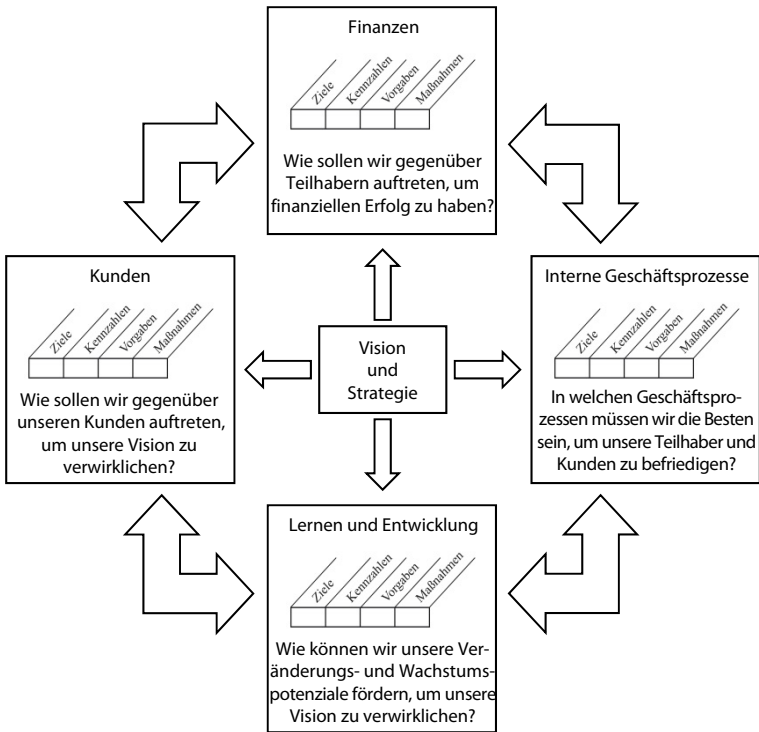 Finanzen
Ziele
Kennzahlen
Vorgaben
Maßnahmen
Wie sollen wir gegenüber
Teilhabern auftreten, um
finanziellen Erfolg zu haben?
Kunden
Ziele
Kennzahlen
Vorgaben
Maßnahmen
Wie sollen wir gegenüber
unseren Kunden auftreten,
um unsere Vision zu
verwirklichen?
Vision
und
Strategie
Interne Geschäftsprozesse
Ziele
Kennzahlen
Vorgaben
Maßnahmen
In welchen Geschäftspro-
zessen müssen wir die Besten
sein, um unsere Teilhaber und
Kunden zu befriedigen?
Lernen und Entwicklung
Ziele
Kennzahlen
Vorgaben
Maßnahmen
Wie können wir unsere Ver-
änderungs- und Wachstums-
potenziale fördern, um unsere
Vision zu verwirklichen?